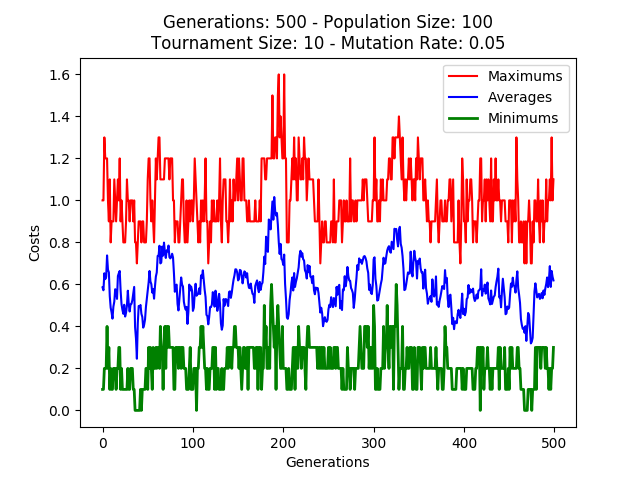 Generations: 500 - Population Size: 100
Tournament Size: 10 - Mutation Rate: 0.05
Maximums
Averages
Minimums
1.6
1.4
1.2
1.0
0.8
0.6
0.4
0.2
0.0
Costs
0 100 200 300 400 500
Generations